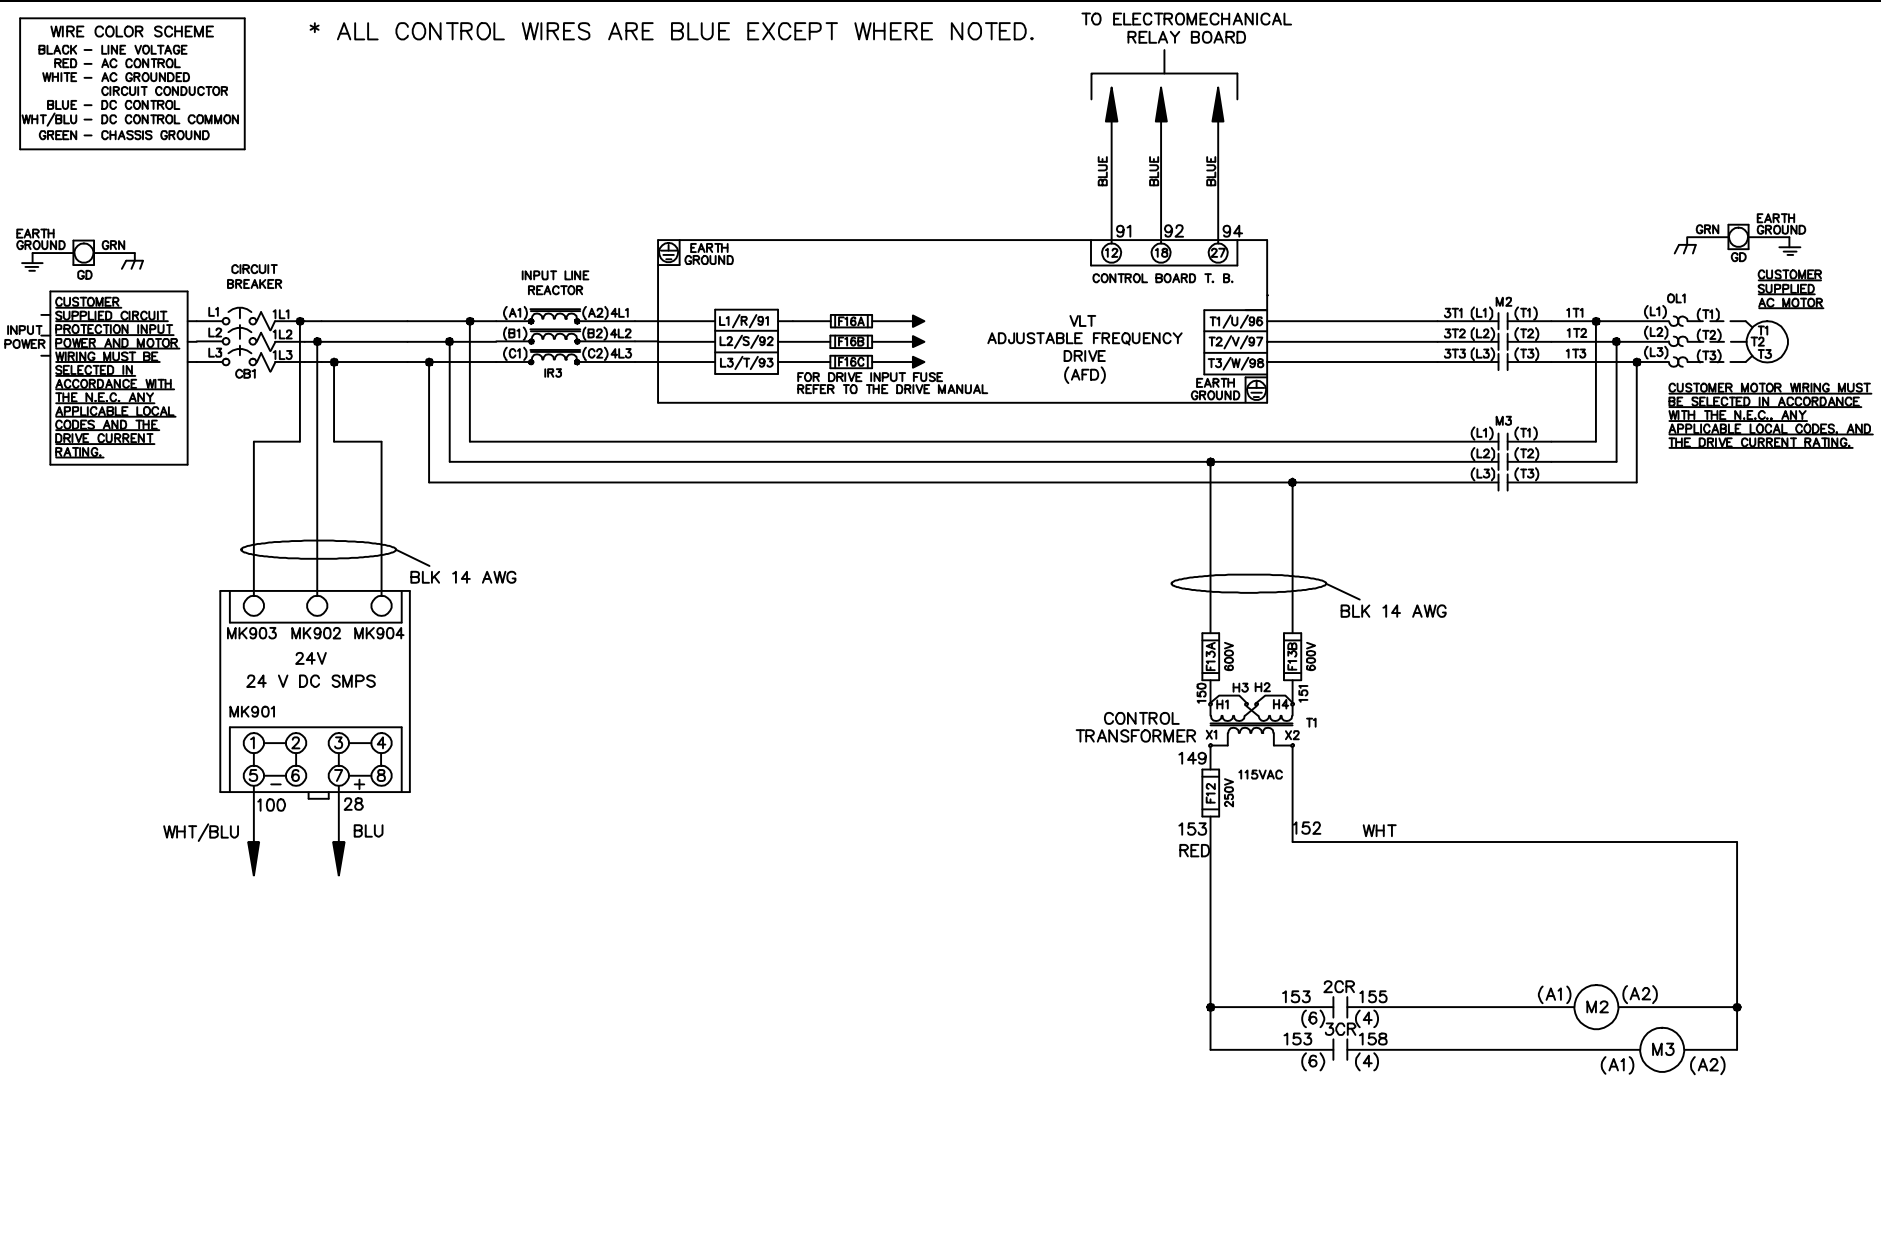 WIRE COLOR SCHEME
BLACK – LINE VOLTAGE
RED – AC CONTROL
WHITE – AC GROUNDED
CIRCUIT CONDUCTOR
BLUE – DC CONTROL
WHT/BLU – DC CONTROL COMMON
GREEN – CHASSIS GROUND
* ALL CONTROL WIRES ARE BLUE EXCEPT WHERE NOTED.
TO ELECTROMECHANICAL
RELAY BOARD
BLUE
BLUE
BLUE
91 92 94
12 18 27
CONTROL BOARD T. B.
EARTH
GROUND
GRN
GD
INPUT
POWER
CUSTOMER
SUPPLIED CIRCUIT
PROTECTION INPUT
POWER AND MOTOR
WIRING MUST BE
SELECTED IN
ACCORDANCE WITH
THE N.E.C. ANY
APPLICABLE LOCAL
CODES AND THE
DRIVE CURRENT
RATING.
CIRCUIT
BREAKER
L1 1L1
L2 1L2
L3 1L3
CB1
INPUT LINE
REACTOR
(A1) (A2) 4L1
(B1) (B2) 4L2
(C1) (C2) 4L3
IR3
EARTH
GROUND
L1/R/91
L2/S/92
L3/T/93
F16A
F16B
F16C
FOR DRIVE INPUT FUSE
REFER TO THE DRIVE MANUAL
VLT
ADJUSTABLE FREQUENCY
DRIVE
(AFD)
T1/U/96
T2/V/97
T3/W/98
EARTH
GROUND
M2
3T1 (L1) (T1) 1T1
3T2 (L2) (T2) 1T2
3T3 (L3) (T3) 1T3
OL1
(L1) (T1)
(L2) (T2)
(L3) (T3)
T1
T2
T3
GRN
GD
EARTH
GROUND
CUSTOMER
SUPPLIED
AC MOTOR
CUSTOMER MOTOR WIRING MUST
BE SELECTED IN ACCORDANCE
WITH THE N.E.C., ANY
APPLICABLE LOCAL CODES, AND
THE DRIVE CURRENT RATING.
M3
(L1) (T1)
(L2) (T2)
(L3) (T3)
BLK 14 AWG
MK903 MK902 MK904
24V
24 V DC SMPS
MK901
1 2 3 4
5 – 6 7 + 8
100 28
WHT/BLU BLU
BLK 14 AWG
F13A 600V
F13B 600V
150 151
H3 H2
H1 H4
T1
CONTROL
TRANSFORMER
X1 X2
149
115VAC
F12 250V
153
RED
152 WHT
2CR
153 155
(6) (4)
(A1) M2 (A2)
3CR
153 158
(6) (4)
(A1) M3 (A2)